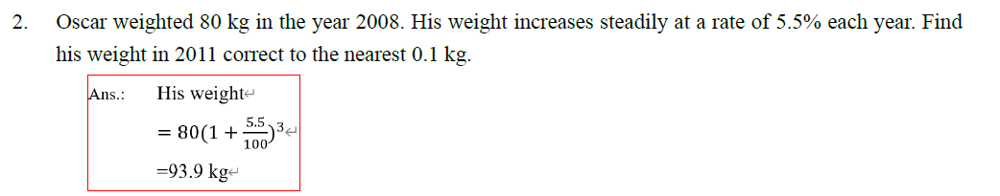 2. Oscar weighted 80 kg in the year 2008. His weight increases steadily at a rate of 5.5% each year. Find
his weight in 2011 correct to the nearest 0.1 kg.
Ans.: His weight↵
= 80(1 + 5.5/100)³↵
=93.9 kg↵